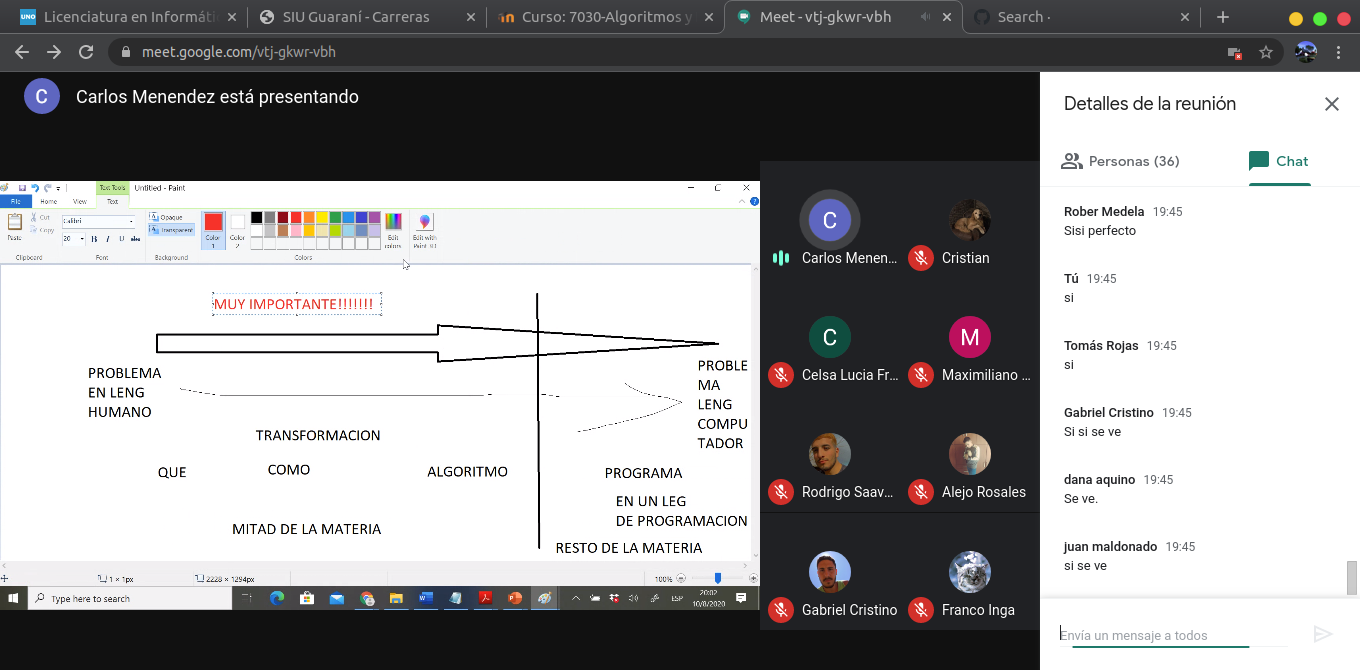 Licenciatura en Informáti
SIU Guaraní - Carreras
Curso: 7030-Algoritmos y
Meet - vtj-gkwr-vbh
Search ·
meet.google.com/vtj-gkwr-vbh
C
Carlos Menendez está presentando
Text Tools
Untitled - Paint
File
Home
View
Text
Paste
Cut
Copy
Clipboard
Calibri
20
B I U abc
Font
Opaque
Transparent
Background
Color 1
Color 2
Edit colors
Colors
Edit with Paint 3D
MUY IMPORTANTE!!!!!!!
PROBLEMA
EN LENG
HUMANO
PROBLE
MA
LENG
COMPU
TADOR
TRANSFORMACION
QUE
COMO
ALGORITMO
PROGRAMA
EN UN LEG
DE PROGRAMACION
MITAD DE LA MATERIA
RESTO DE LA MATERIA
1 × 1px
2228 × 1294px
100%
Type here to search
ESP
20:02
10/8/2020
C
Carlos Menen...
Cristian
C
Celsa Lucia Fr...
M
Maximiliano ...
Rodrigo Saav...
Alejo Rosales
Gabriel Cristino
Franco Inga
Detalles de la reunión
Personas (36)
Chat
Rober Medela 19:45
Sisi perfecto
Tú 19:45
si
Tomás Rojas 19:45
si
Gabriel Cristino 19:45
Si si se ve
dana aquino 19:45
Se ve.
juan maldonado 19:45
si se ve
Envía un mensaje a todos